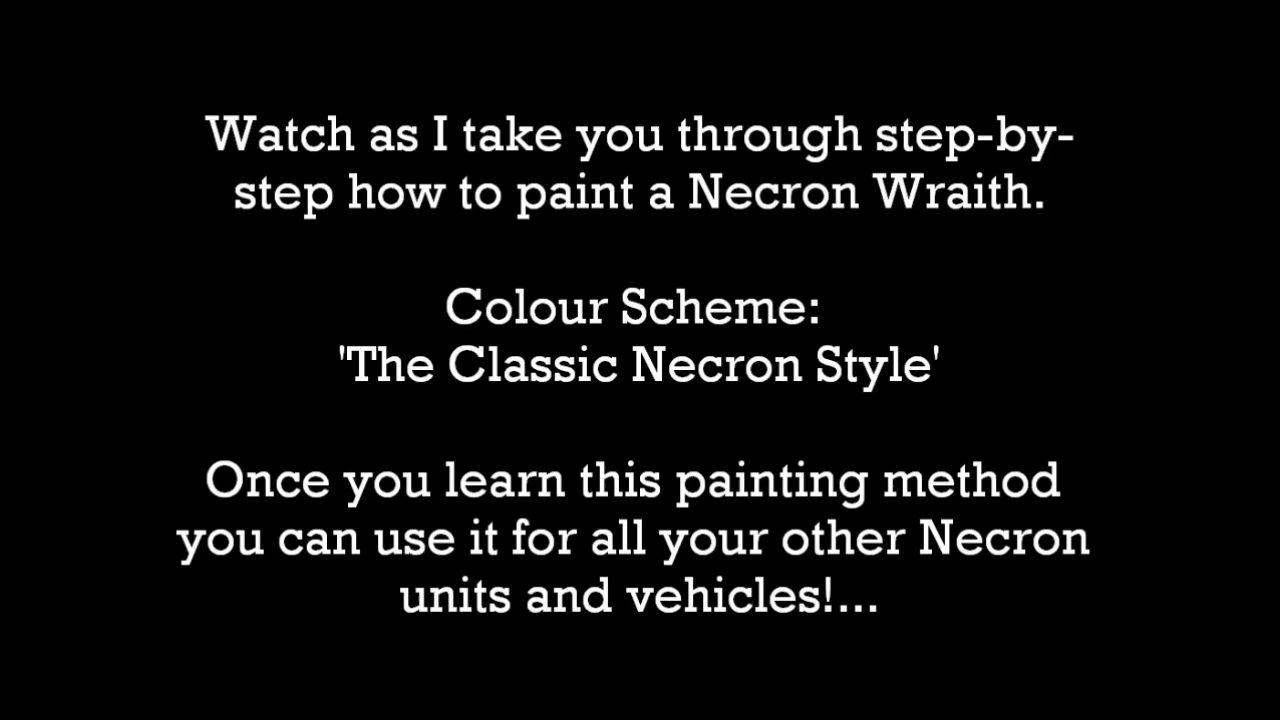 Watch as I take you through step-by-
step how to paint a Necron Wraith.
Colour Scheme:
'The Classic Necron Style'
Once you learn this painting method
you can use it for all your other Necron
units and vehicles!...